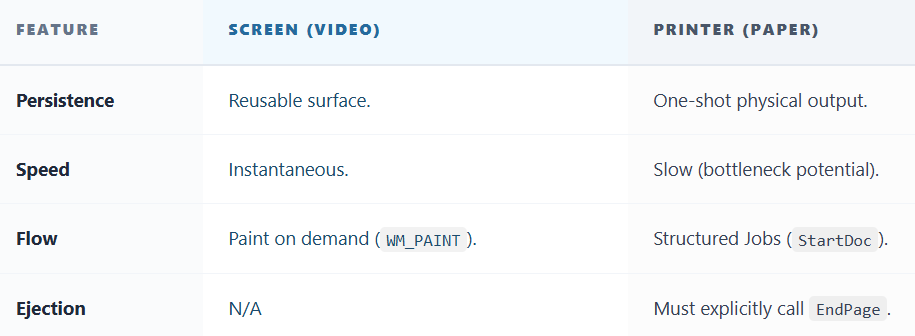 FEATURE SCREEN (VIDEO) PRINTER (PAPER)
Persistence Reusable surface. One-shot physical output.
Speed Instantaneous. Slow (bottleneck potential).
Flow Paint on demand (WM_PAINT). Structured Jobs (StartDoc).
Ejection N/A Must explicitly call EndPage.